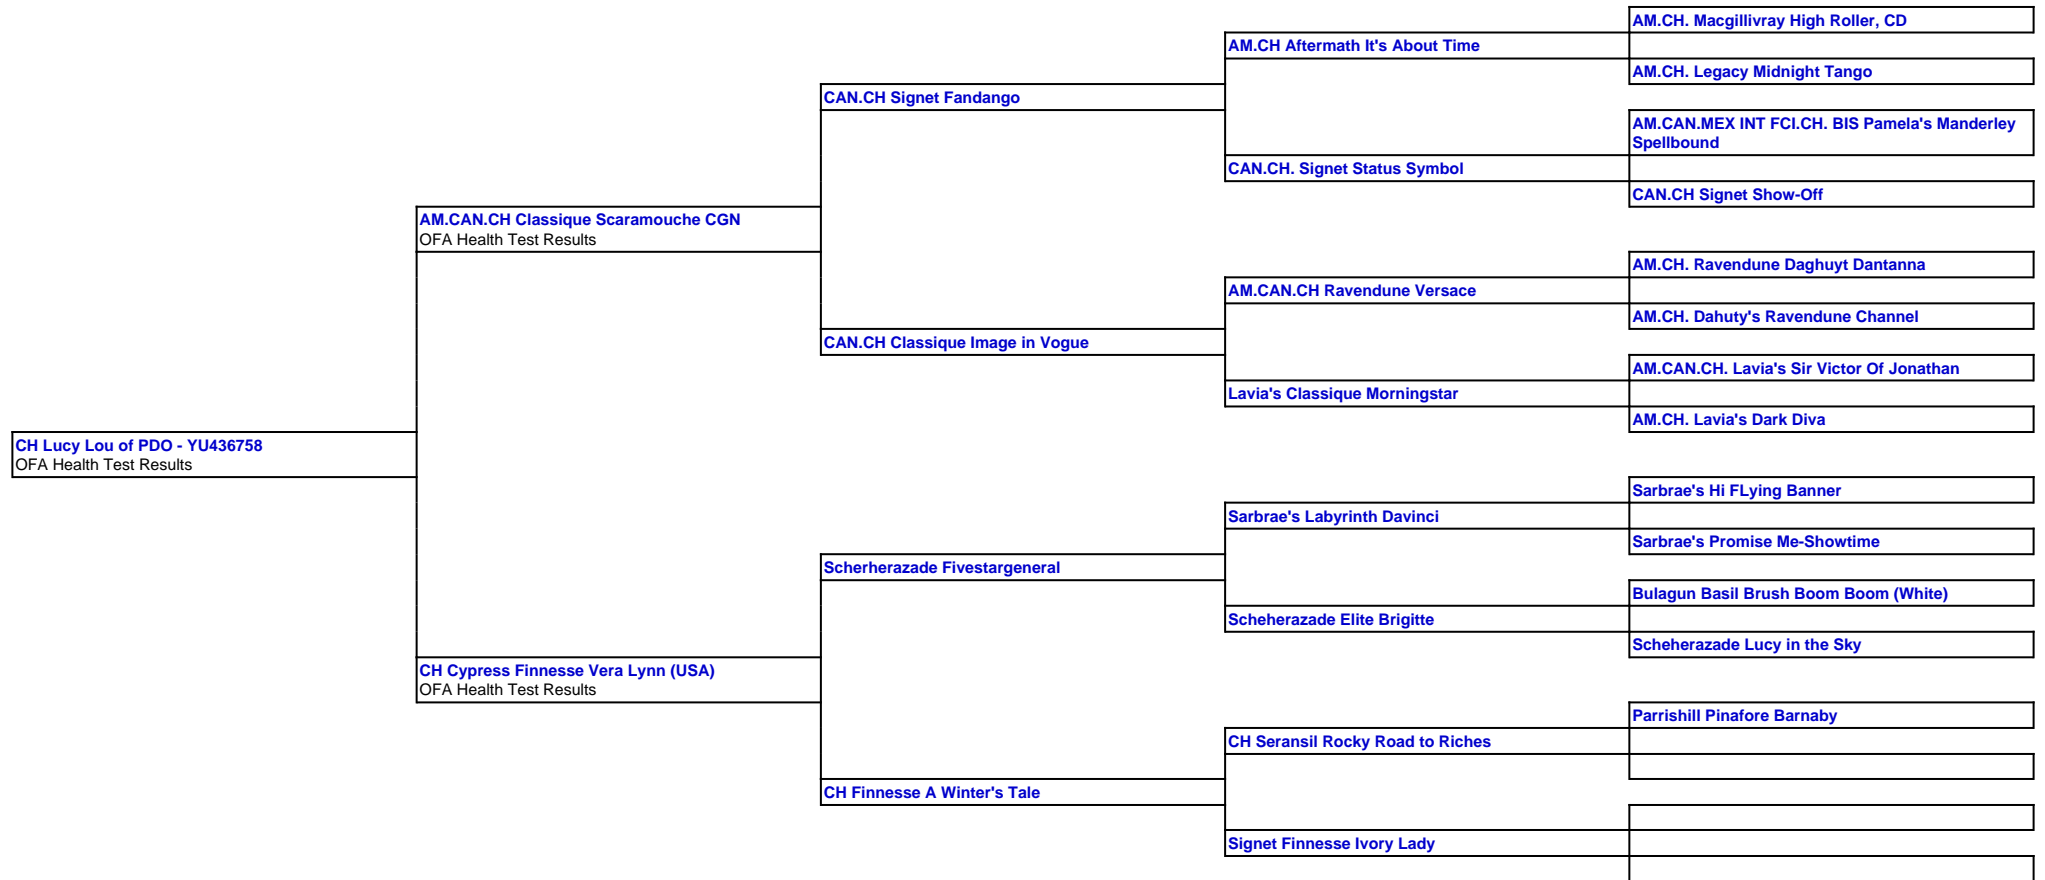 AM.CH. Macgillivray High Roller, CD
AM.CH Aftermath It's About Time
AM.CH. Legacy Midnight Tango
CAN.CH Signet Fandango
AM.CAN.MEX INT FCI.CH. BIS Pamela's Manderley
Spellbound
CAN.CH. Signet Status Symbol
CAN.CH Signet Show-Off
AM.CAN.CH Classique Scaramouche CGN
OFA Health Test Results
AM.CH. Ravendune Daghuyt Dantanna
AM.CAN.CH Ravendune Versace
AM.CH. Dahuty's Ravendune Channel
CAN.CH Classique Image in Vogue
AM.CAN.CH. Lavia's Sir Victor Of Jonathan
Lavia's Classique Morningstar
AM.CH. Lavia's Dark Diva
CH Lucy Lou of PDO - YU436758
OFA Health Test Results
Sarbrae's Hi FLying Banner
Sarbrae's Labyrinth Davinci
Sarbrae's Promise Me-Showtime
Scherherazade Fivestargeneral
Bulagun Basil Brush Boom Boom (White)
Scheherazade Elite Brigitte
Scheherazade Lucy in the Sky
CH Cypress Finnesse Vera Lynn (USA)
OFA Health Test Results
Parrishill Pinafore Barnaby
CH Seransil Rocky Road to Riches
CH Finnesse A Winter's Tale
Signet Finnesse Ivory Lady